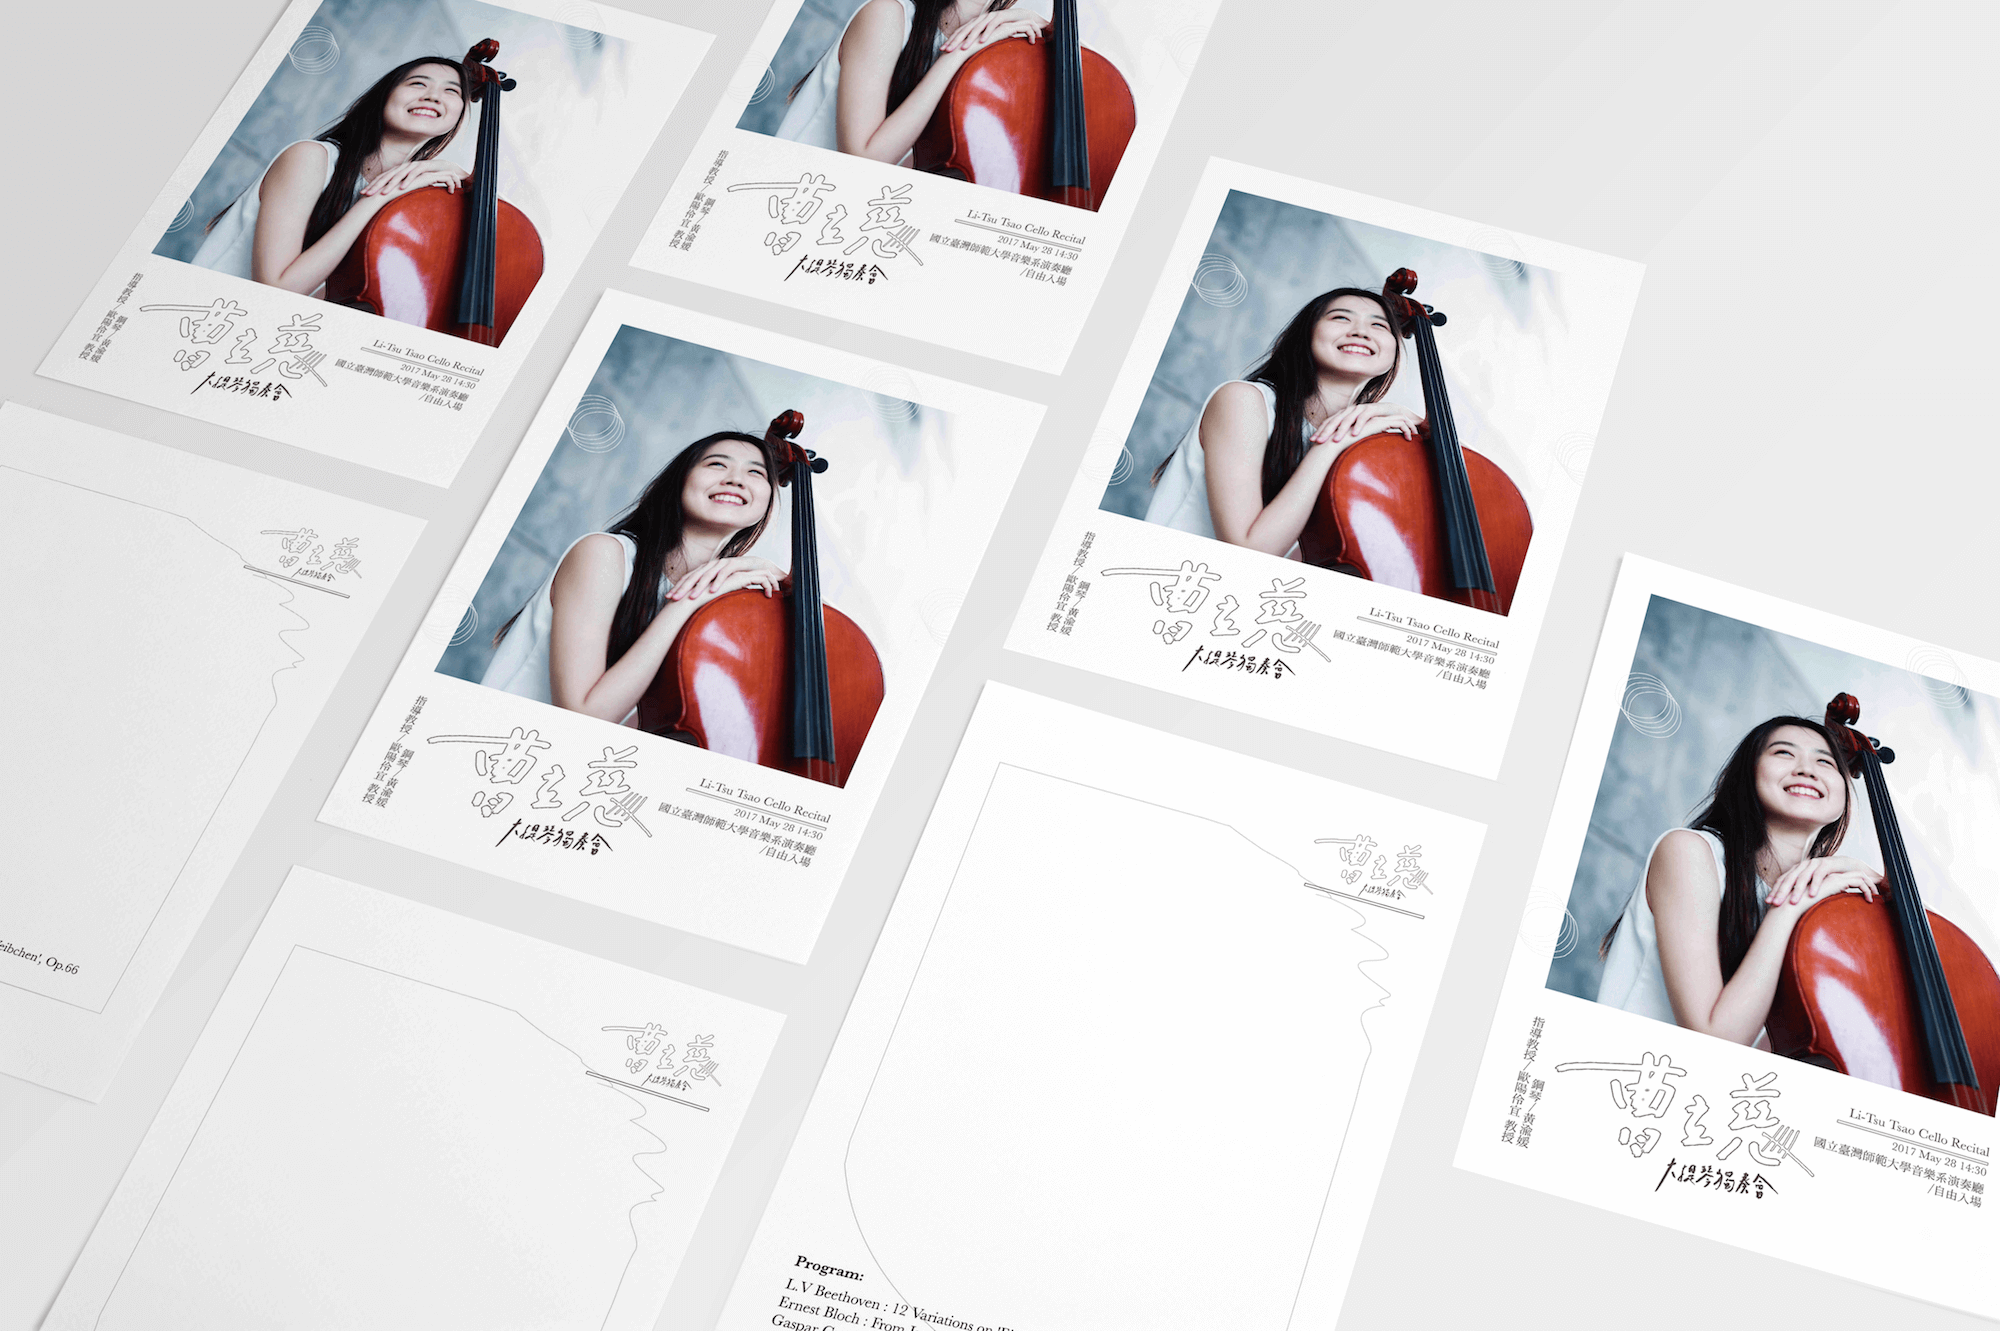 指導教授/歐陽伶宜 教授
鋼琴/黃渝媛
曹立慈
大提琴獨奏會
Li-Tsu Tsao Cello Recital
2017 May 28 14:30
國立臺灣師範大學音樂系演奏廳
/自由入場
指導教授/歐陽伶宜 教授
鋼琴/黃渝媛
曹立慈
大提琴獨奏會
Li-Tsu Tsao Cello Recital
2017 May 28 14:30
國立臺灣師範大學音樂系演奏廳
/自由入場
指導教授/歐陽伶宜 教授
鋼琴/黃渝媛
曹立慈
大提琴獨奏會
Li-Tsu Tsao Cello Recital
2017 May 28 14:30
國立臺灣師範大學音樂系演奏廳
/自由入場
指導教授/歐陽伶宜 教授
鋼琴/黃渝媛
曹立慈
大提琴獨奏會
Li-Tsu Tsao Cello Recital
2017 May 28 14:30
國立臺灣師範大學音樂系演奏廳
/自由入場
指導教授/歐陽伶宜 教授
鋼琴/黃渝媛
曹立慈
大提琴獨奏會
Li-Tsu Tsao Cello Recital
2017 May 28 14:30
國立臺灣師範大學音樂系演奏廳
/自由入場
曹立慈
大提琴獨奏會
eibchen', Op.66
曹立慈
大提琴獨奏會
曹立慈
大提琴獨奏會
Program:
L.V Beethoven : 12 Variations on
Ernest Bloch : From
Gaspar